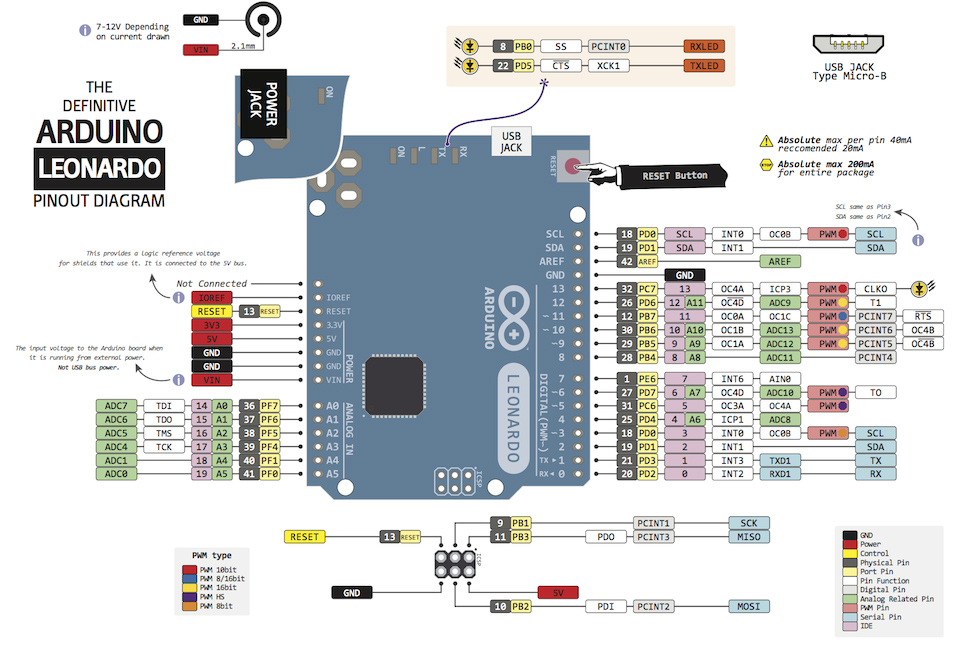 7-12V Depending
on current drawn
GND
VIN
2.1mm
THE
DEFINITIVE
ARDUINO
LEONARDO
PINOUT DIAGRAM
POWER
JACK
ON
8 PB0 SS PCINT0 RXLED
22 PD5 CTS XCK1 TXLED
USB JACK
Type Micro-B
USB
JACK
ON L TX RX
RESET
RESET Button
Absolute max per pin 40mA
reccomended 20mA
Absolute max 200mA
for entire package
SCL same as Pin3
SDA same as Pin2
This provides a logic reference voltage
for shields that use it. It is connected to the 5V bus.
Not Connected
IOREF
RESET 13 RESET
3V3
5V
GND
GND
VIN
The input voltage to the Arduino board when
it is running from external power.
Not USB bus power.
IOREF
RESET
3.3V
5V
GND
GND
VIN
POWER
ADC7 TDI 14 A0 36 PF7 A0
ADC6 TDO 15 A1 37 PF6 A1
ADC5 TMS 16 A2 38 PF5 A2
ADC4 TCK 17 A3 39 PF4 A3
ADC1 18 A4 40 PF1 A4
ADC0 19 A5 41 PF0 A5
ANALOG IN
ARDUINO
LEONARDO
DIGITAL(PWM~)
ICSP
SCL 18 PD0 SCL INT0 OC0B PWM SCL
SDA 19 PD1 SDA INT1 SDA
AREF 42 AREF AREF
GND GND
13 32 PC7 13 OC4A ICP3 PWM CLKO
12 26 PD6 12 A11 OC4D ADC9 PWM T1
~11 12 PB7 11 OC0A OC1C PWM PCINT7 RTS
~10 30 PB6 10 A10 OC1B ADC13 PWM PCINT6 OC4B
~9 29 PB5 9 A9 OC1A ADC12 PWM PCINT5 OC4B
8 28 PB4 8 A8 ADC11 PCINT4
7 1 PE6 7 INT6 AIN0
~6 27 PD7 6 A7 OC4D ADC10 PWM TO
~5 31 PC6 5 OC3A OC4A PWM
4 25 PD4 4 A6 ICP1 ADC8
~3 18 PD0 3 INT0 OC0B PWM SCL
2 19 PD1 2 INT1 SDA
TX 1 21 PD3 1 INT3 TXD1 TX
RX 0 20 PD2 0 INT2 RXD1 RX
9 PB1 PCINT1 SCK
RESET 13 RESET 11 PB3 PDO PCINT3 MISO
ICSP
GND 5V
10 PB2 PDI PCINT2 MOSI
PWM type
PWM 10bit
PWM 8/16bit
PWM 16bit
PWM HS
PWM 8bit
GND
Power
Control
Physical Pin
Port Pin
Pin Function
Digital Pin
Analog Related Pin
PWM Pin
Serial Pin
IDE